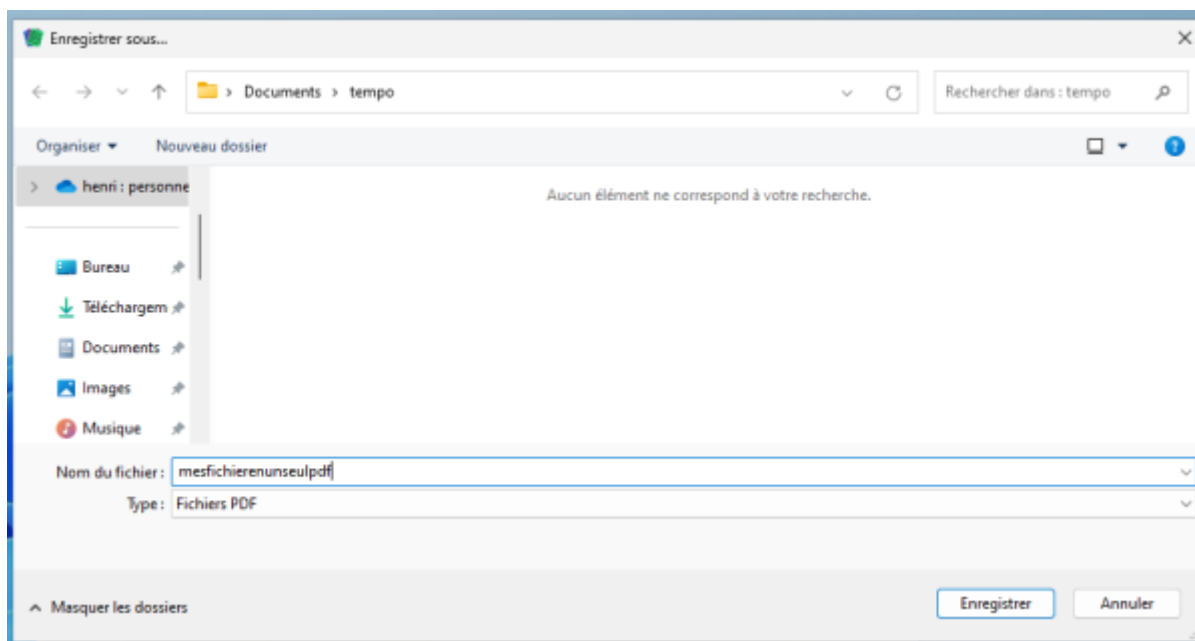 Enregistrer sous...
Documents > tempo
Rechercher dans : tempo
Organiser
Nouveau dossier
henri : personne
Aucun élément ne correspond à votre recherche.
Bureau
Téléchargem
Documents
Images
Musique
Nom du fichier : mesfichierenunseulpdf
Type : Fichiers PDF
Masquer les dossiers
Enregistrer
Annuler